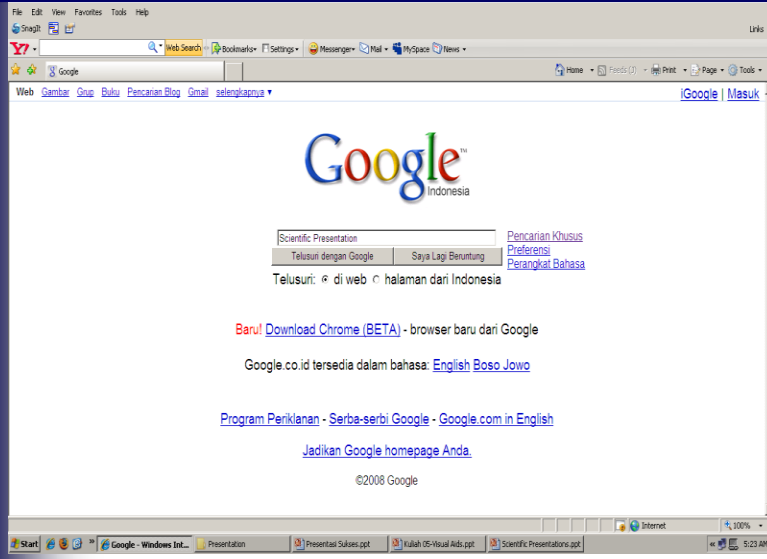 File Edit View Favorites Tools Help
SnagIt Links
Y! Web Search Bookmarks Settings Messenger Mail MySpace News
Google Home Feeds (J) Print Page Tools
Web Gambar Grup Buku Pencarian Blog Gmail selengkapnya ▼ iGoogle | Masuk
Google™
Indonesia
Scientific Presentation
Telusuri dengan Google Saya Lagi Beruntung
Pencarian Khusus
Preferensi
Perangkat Bahasa
Telusuri: di web halaman dari Indonesia
Baru! Download Chrome (BETA) - browser baru dari Google
Google.co.id tersedia dalam bahasa: English Boso Jowo
Program Periklanan - Serba-serbi Google - Google.com in English
Jadikan Google homepage Anda.
©2008 Google
Internet 100%
Start » Google - Windows Int... Presentation Presentasi Sukses.ppt Kuliah 05-Visual Aids.ppt Scientific Presentations.ppt « 5:23 AM